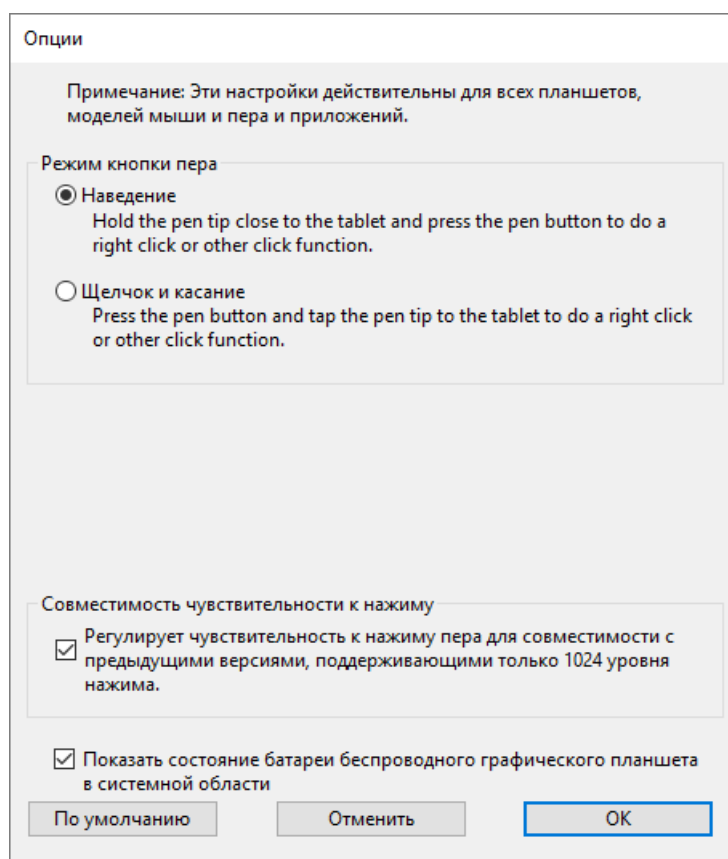 Опции
Примечание: Эти настройки действительны для всех планшетов,
моделей мыши и пера и приложений.
Режим кнопки пера
Наведение
Hold the pen tip close to the tablet and press the pen button to do a
right click or other click function.
Щелчок и касание
Press the pen button and tap the pen tip to the tablet to do a right click
or other click function.
Совместимость чувствительности к нажиму
Регулирует чувствительность к нажиму пера для совместимости с
предыдущими версиями, поддерживающими только 1024 уровня
нажима.
Показать состояние батареи беспроводного графического планшета
в системной области
По умолчанию
Отменить
OK